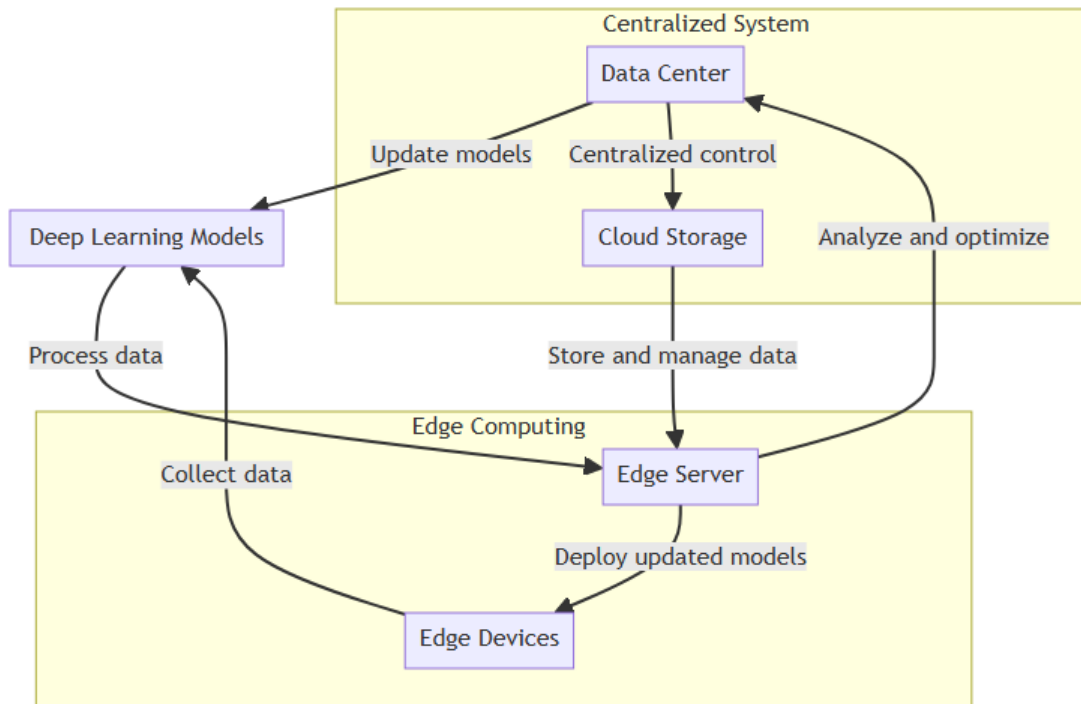 Centralized System
Data Center
Update models
Centralized control
Deep Learning Models
Cloud Storage
Analyze and optimize
Process data
Store and manage data
Edge Computing
Edge Server
Collect data
Deploy updated models
Edge Devices